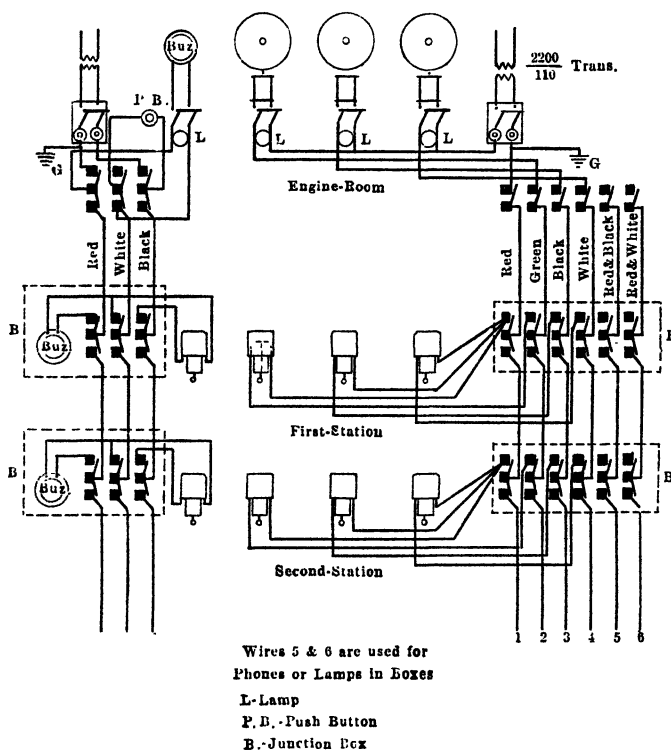 Buz
P. B.
2200
110 Trans.
L
L
L
L
G
G
Engine-Room
Red
White
Black
Red
Green
Black
White
Red&Black
Red&White
B
Buz
B
First-Station
B
Buz
B
Second-Station
1 2 3 4 5 6
Wires 5 & 6 are used for
Phones or Lamps in Boxes
L-Lamp
P. B.-Push Button
B.-Junction Box